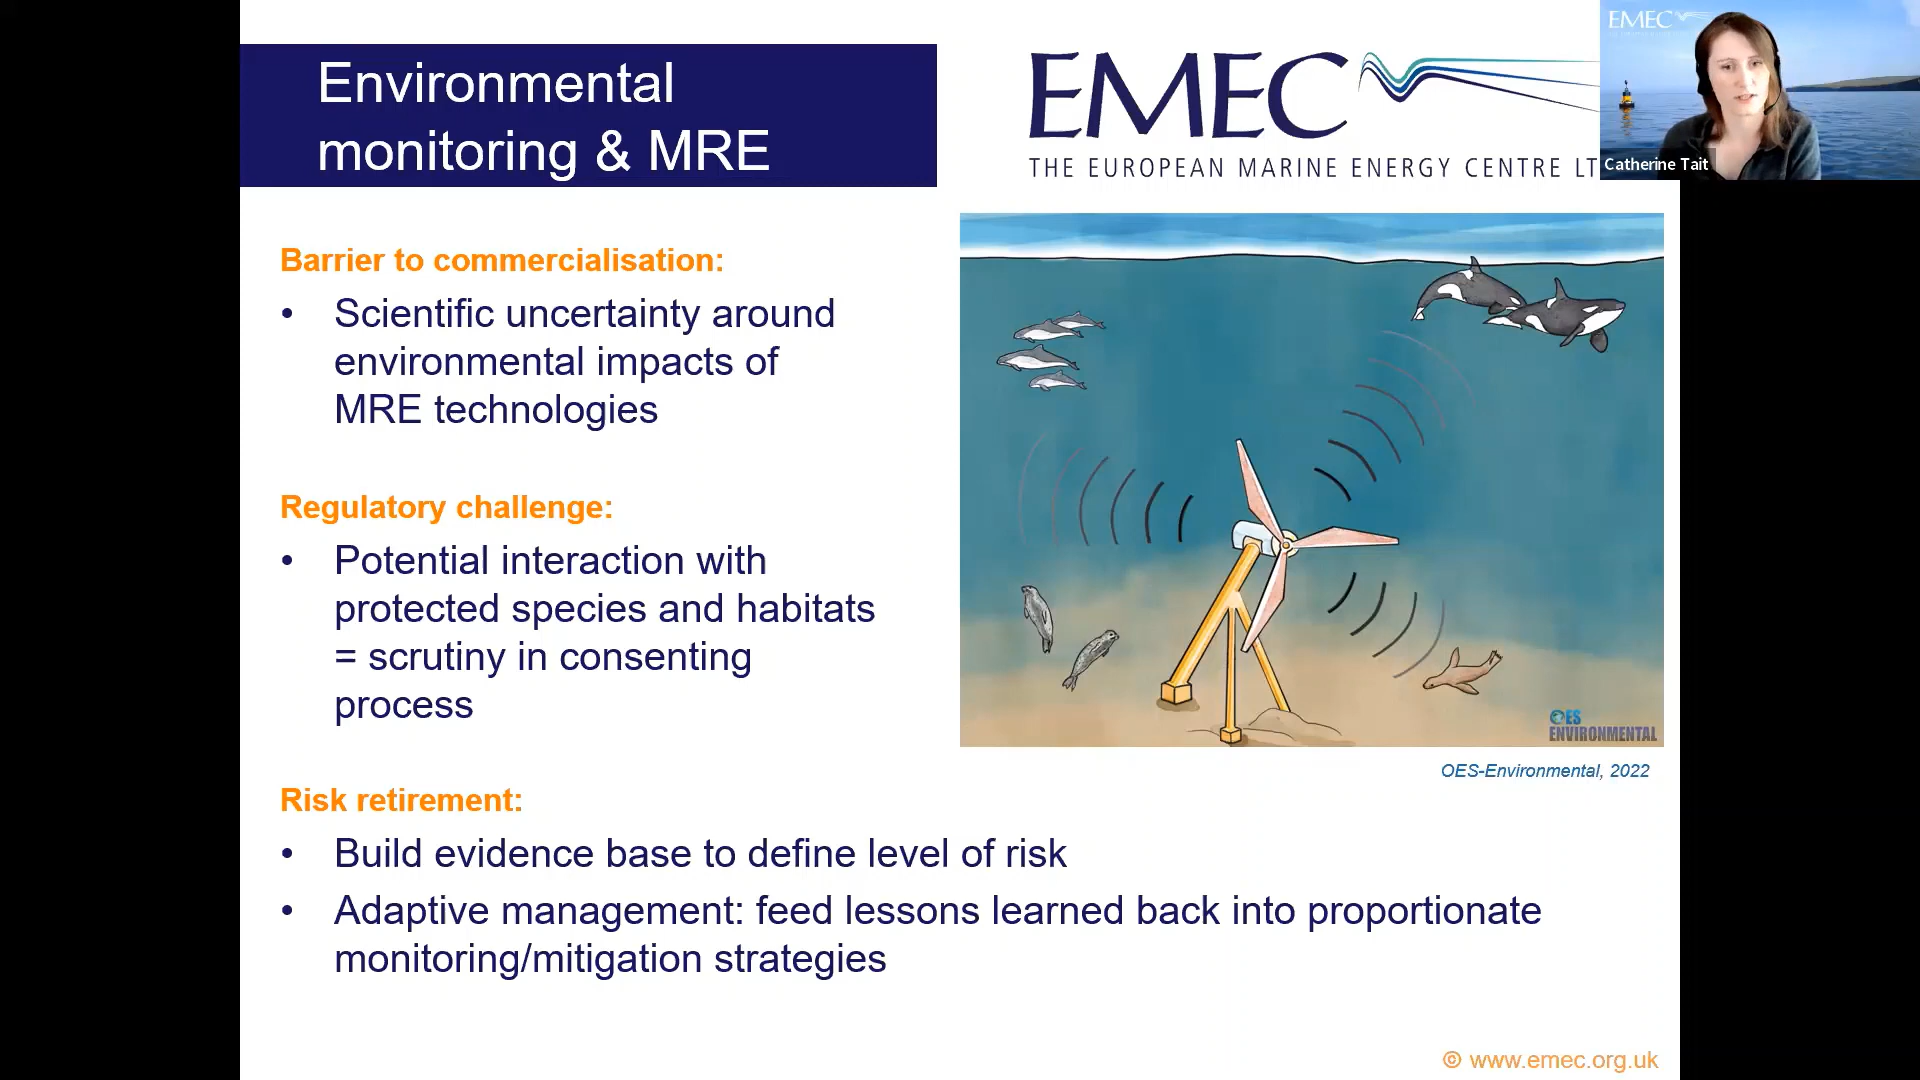 Environmental
monitoring & MRE
EMEC
THE EUROPEAN MARINE ENERGY CENTRE LT
EMEC
Catherine Tait
Barrier to commercialisation:
• Scientific uncertainty around
environmental impacts of
MRE technologies
Regulatory challenge:
• Potential interaction with
protected species and habitats
= scrutiny in consenting
process
OES
ENVIRONMENTAL
OES-Environmental, 2022
Risk retirement:
• Build evidence base to define level of risk
• Adaptive management: feed lessons learned back into proportionate
monitoring/mitigation strategies
© www.emec.org.uk